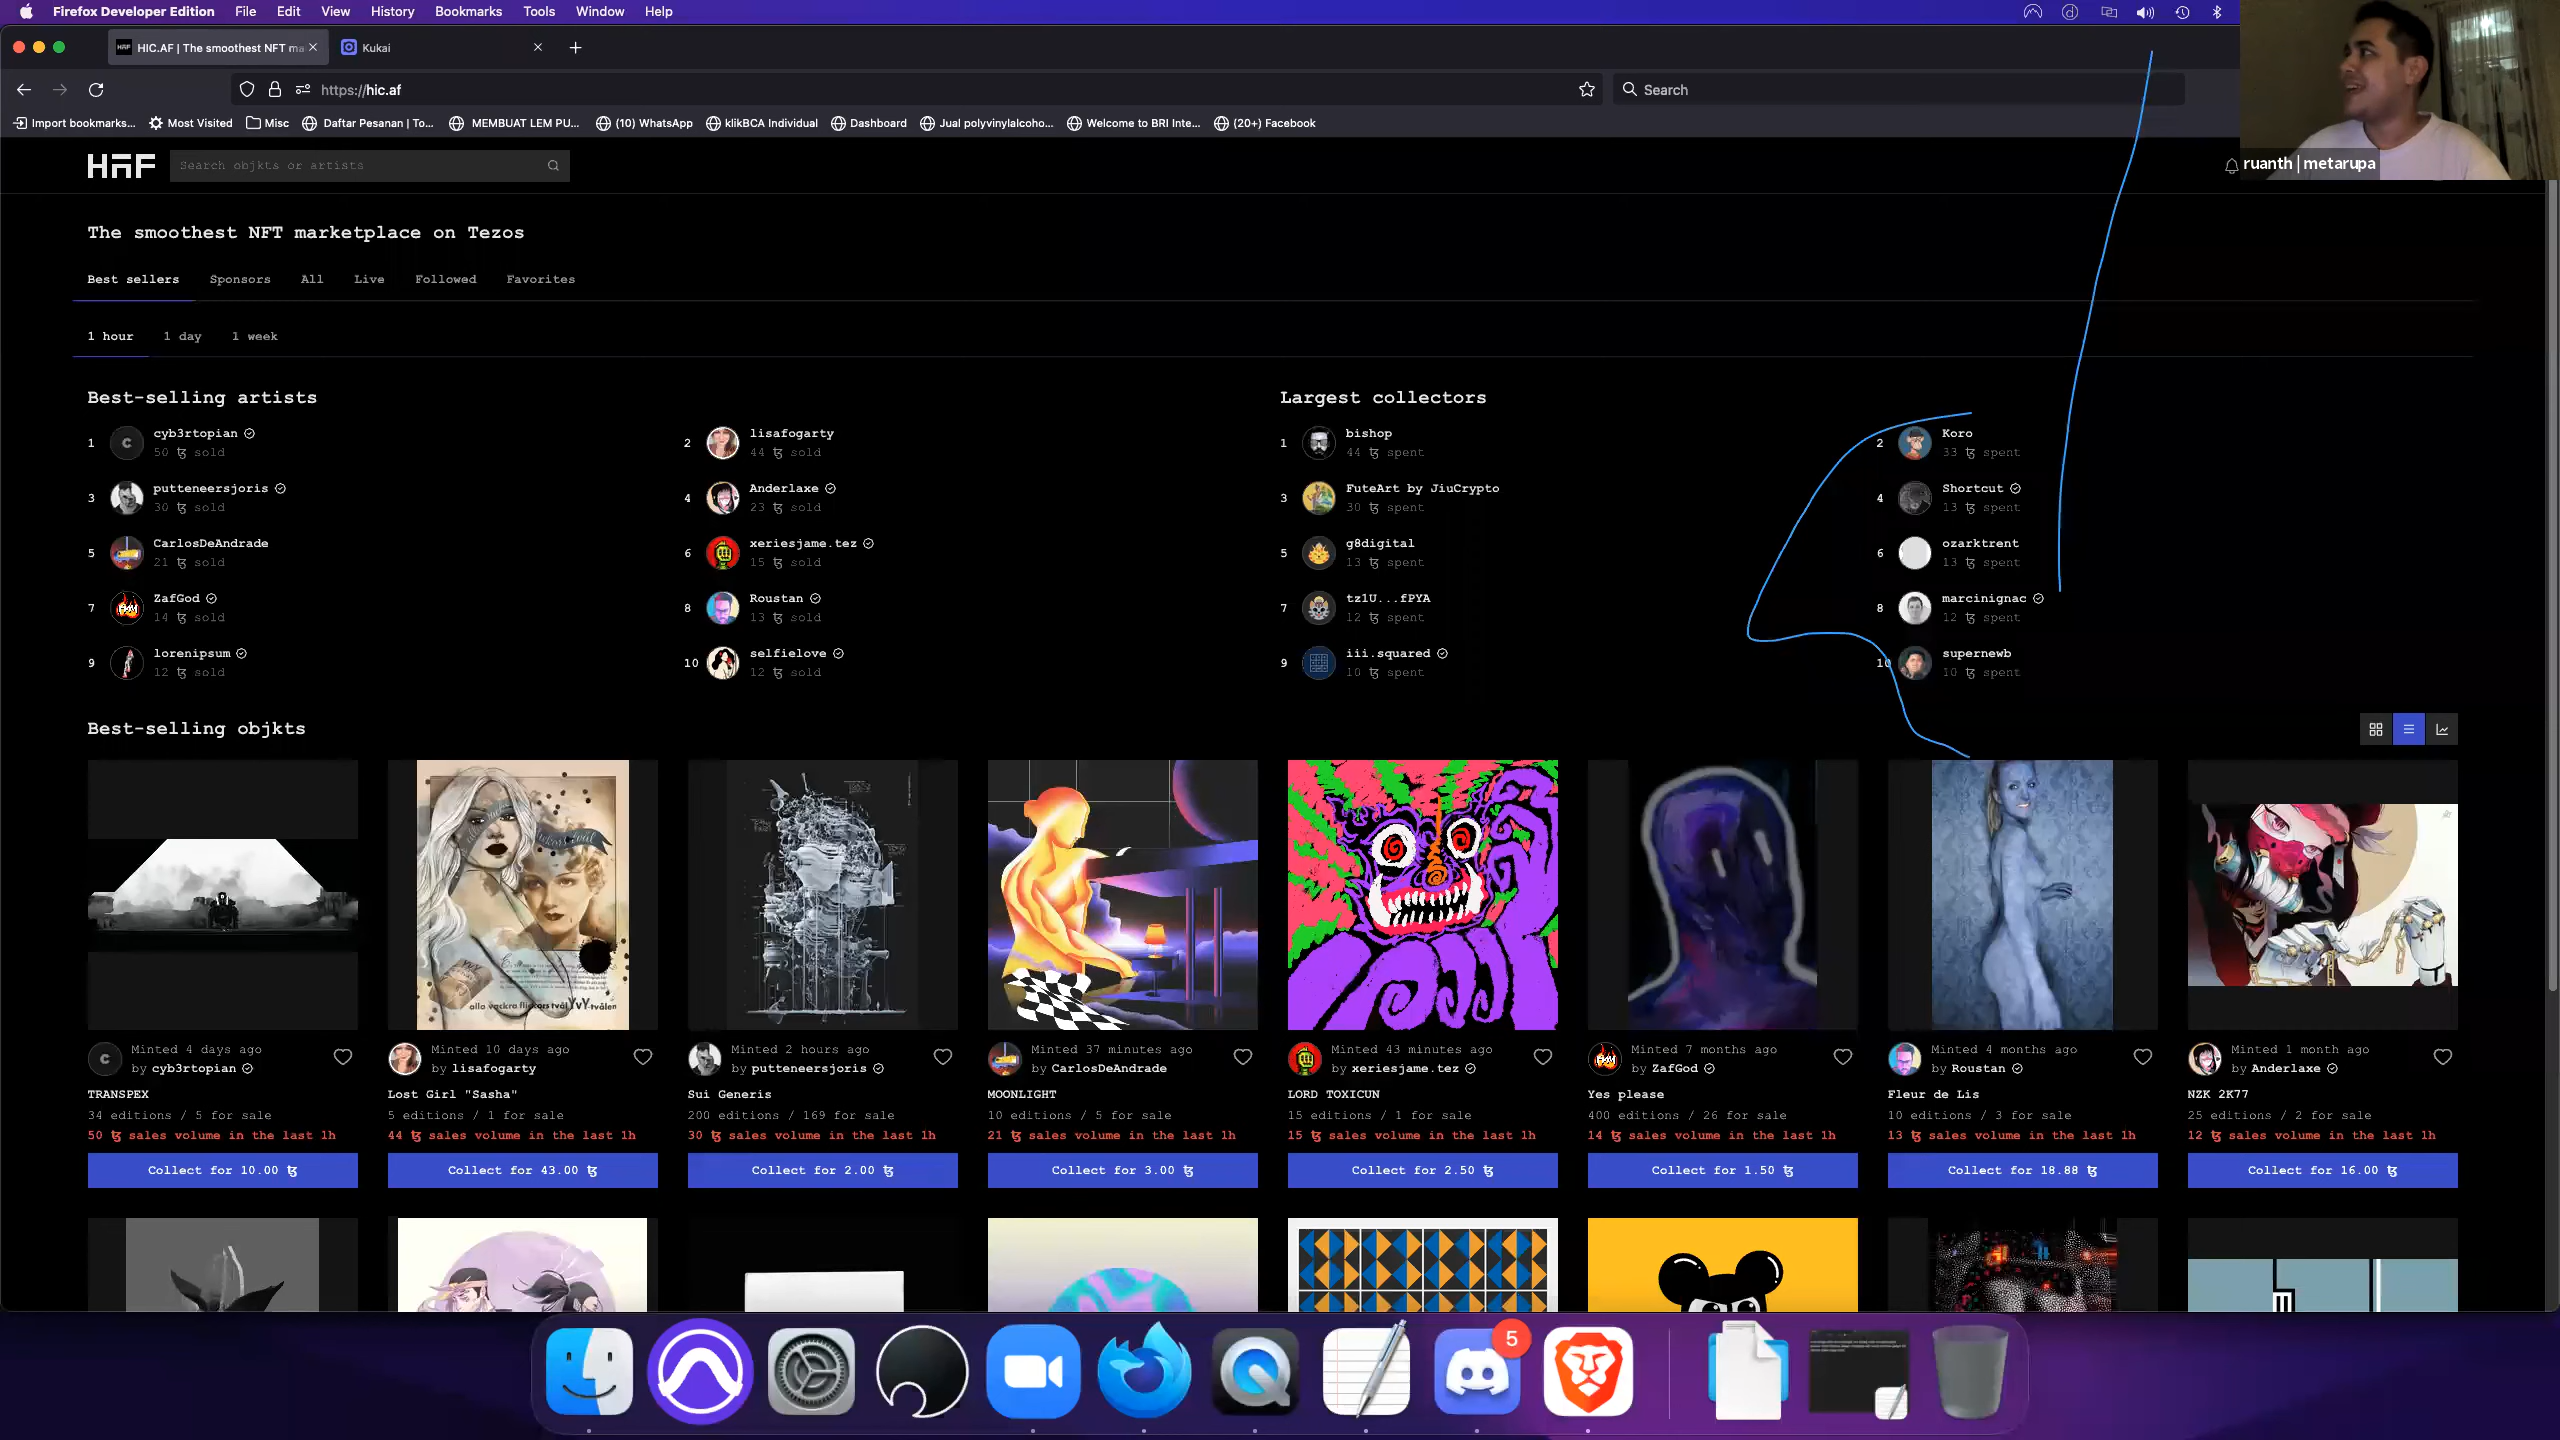 Firefox Developer Edition File Edit View History Bookmarks Tools Window Help
HIC.AF | The smoothest NFT ma
Kukai
https://hic.af
Search
Import bookmarks...
Most Visited
Misc
Daftar Pesanan | To...
MEMBUAT LEM PU...
(10) WhatsApp
klikBCA Individual
Dashboard
Jual polyvinylalcoho...
Welcome to BRI Inte...
(20+) Facebook
Search objkts or artists
ruanth | metarupa
The smoothest NFT marketplace on Tezos
Best sellers Sponsors All Live Followed Favorites
1 hour 1 day 1 week
Best-selling artists
1 cyb3rtopian
50 ꜩ sold
2 lisafogarty
44 ꜩ sold
3 putteneersjoris
30 ꜩ sold
4 Anderlaxe
23 ꜩ sold
5 CarlosDeAndrade
21 ꜩ sold
6 xeriesjame.tez
15 ꜩ sold
7 ZafGod
14 ꜩ sold
8 Roustan
13 ꜩ sold
9 lorenipsum
12 ꜩ sold
10 selfielove
12 ꜩ sold
Largest collectors
1 bishop
44 ꜩ spent
2 Koro
33 ꜩ spent
3 FuteArt by JiuCrypto
30 ꜩ spent
4 Shortcut
13 ꜩ spent
5 g8digital
13 ꜩ spent
6 ozarktrent
13 ꜩ spent
7 tz1U...fPYA
12 ꜩ spent
8 marcinignac
12 ꜩ spent
9 iii.squared
10 ꜩ spent
10 supernewb
10 ꜩ spent
Best-selling objkts
Minted 4 days ago
by cyb3rtopian
TRANSPEX
34 editions / 5 for sale
50 ꜩ sales volume in the last 1h
Collect for 10.00 ꜩ
alla vackra flickors tvål YvY-tvålen
Minted 10 days ago
by lisafogarty
Lost Girl "Sasha"
5 editions / 1 for sale
44 ꜩ sales volume in the last 1h
Collect for 43.00 ꜩ
Minted 2 hours ago
by putteneersjoris
Sui Generis
200 editions / 169 for sale
30 ꜩ sales volume in the last 1h
Collect for 2.00 ꜩ
Minted 37 minutes ago
by CarlosDeAndrade
MOONLIGHT
10 editions / 5 for sale
21 ꜩ sales volume in the last 1h
Collect for 3.00 ꜩ
Minted 43 minutes ago
by xeriesjame.tez
LORD TOXICUN
15 editions / 1 for sale
15 ꜩ sales volume in the last 1h
Collect for 2.50 ꜩ
Minted 7 months ago
by ZafGod
Yes please
400 editions / 26 for sale
14 ꜩ sales volume in the last 1h
Collect for 1.50 ꜩ
Minted 4 months ago
by Roustan
Fleur de Lis
10 editions / 3 for sale
13 ꜩ sales volume in the last 1h
Collect for 18.88 ꜩ
Minted 1 month ago
by Anderlaxe
NZK 2K77
25 editions / 2 for sale
12 ꜩ sales volume in the last 1h
Collect for 16.00 ꜩ
5